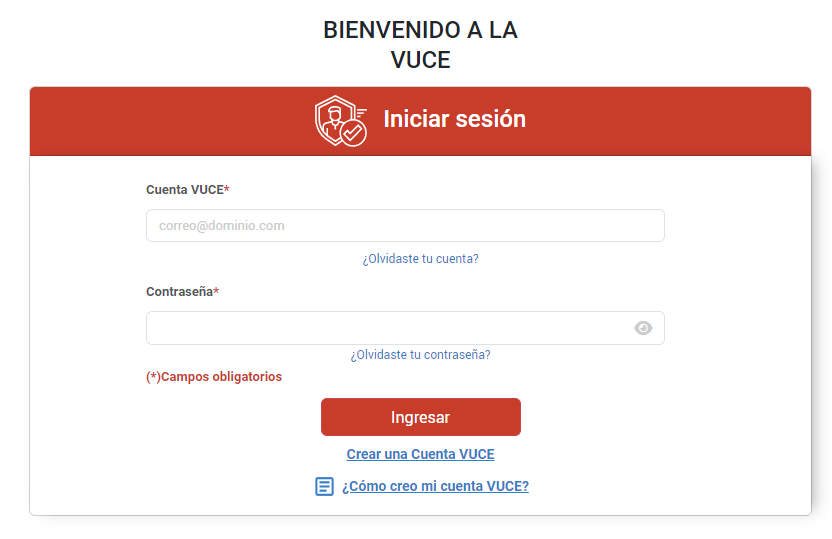 BIENVENIDO A LA
VUCE
Iniciar sesión
Cuenta VUCE*
correo@dominio.com
¿Olvidaste tu cuenta?
Contraseña*
¿Olvidaste tu contraseña?
(*)Campos obligatorios
Ingresar
Crear una Cuenta VUCE
¿Cómo creo mi cuenta VUCE?